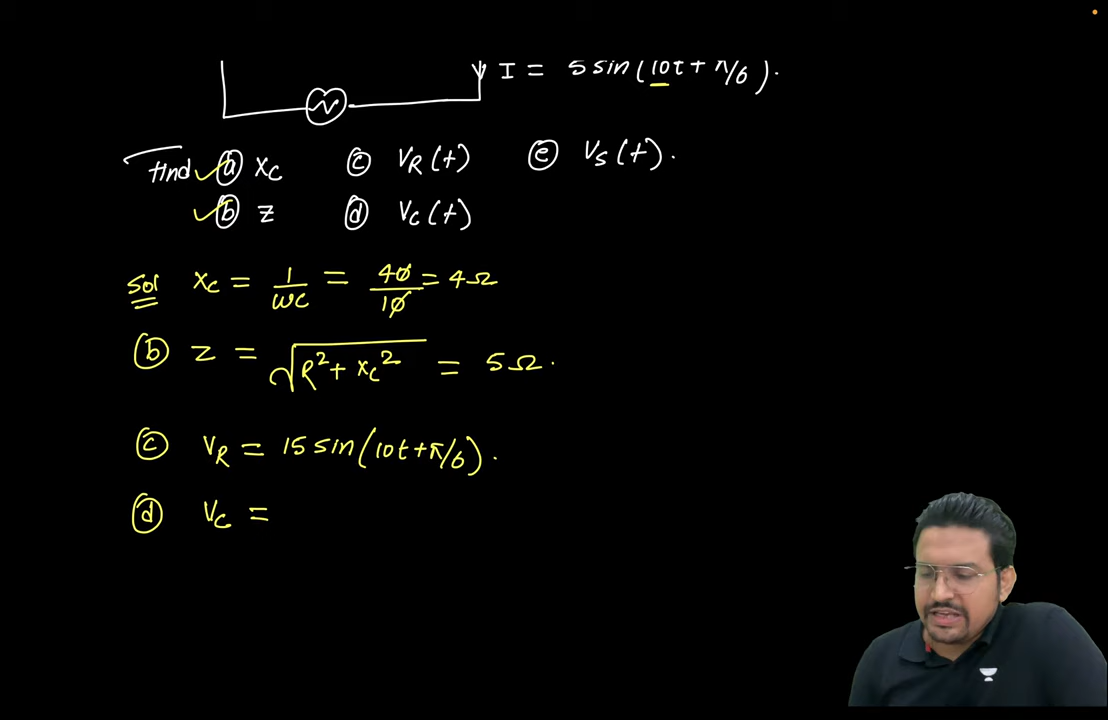 I = 5 sin(10t + π/6).
Find (a) Xc (c) VR(t) (e) Vs(t).
(b) Z (d) Vc(t)
Sol Xc = 1/ωC = 40/10 = 4Ω
(b) Z = √(R² + Xc²) = 5Ω.
(c) VR = 15 sin(10t + π/6).
(d) Vc =